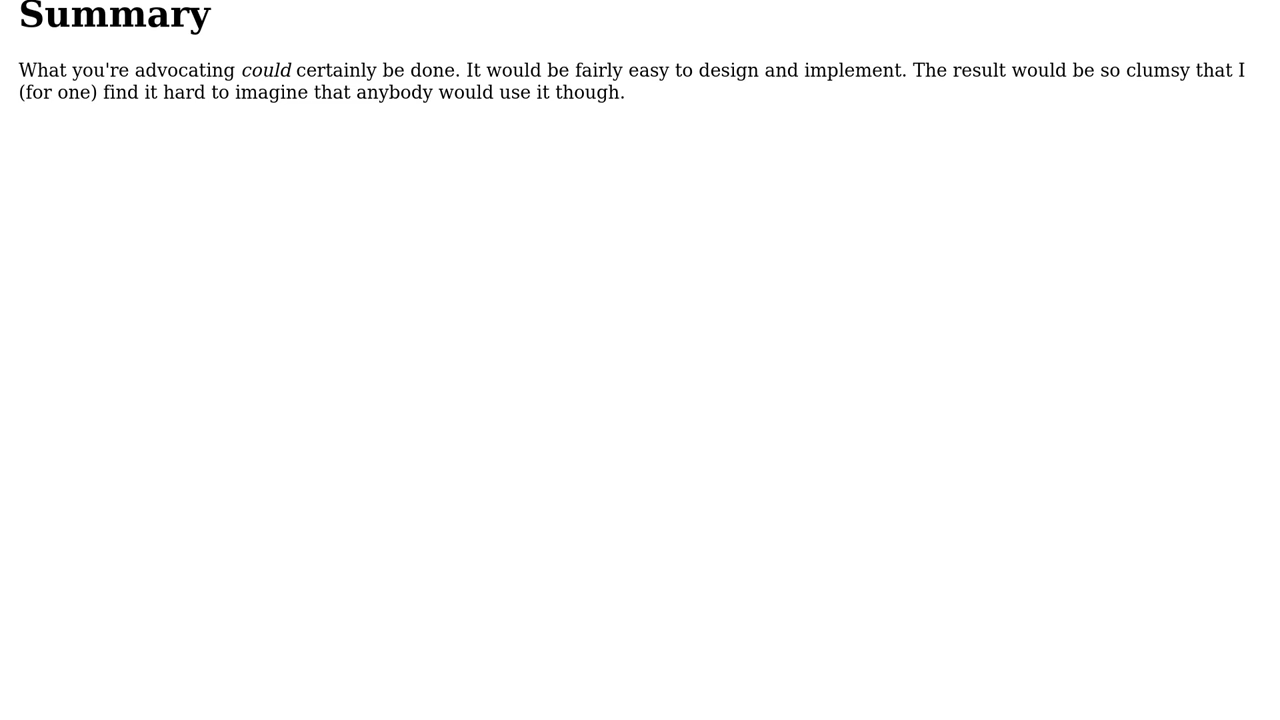 Summary
What you're advocating could certainly be done. It would be fairly easy to design and implement. The result would be so clumsy that I
(for one) find it hard to imagine that anybody would use it though.